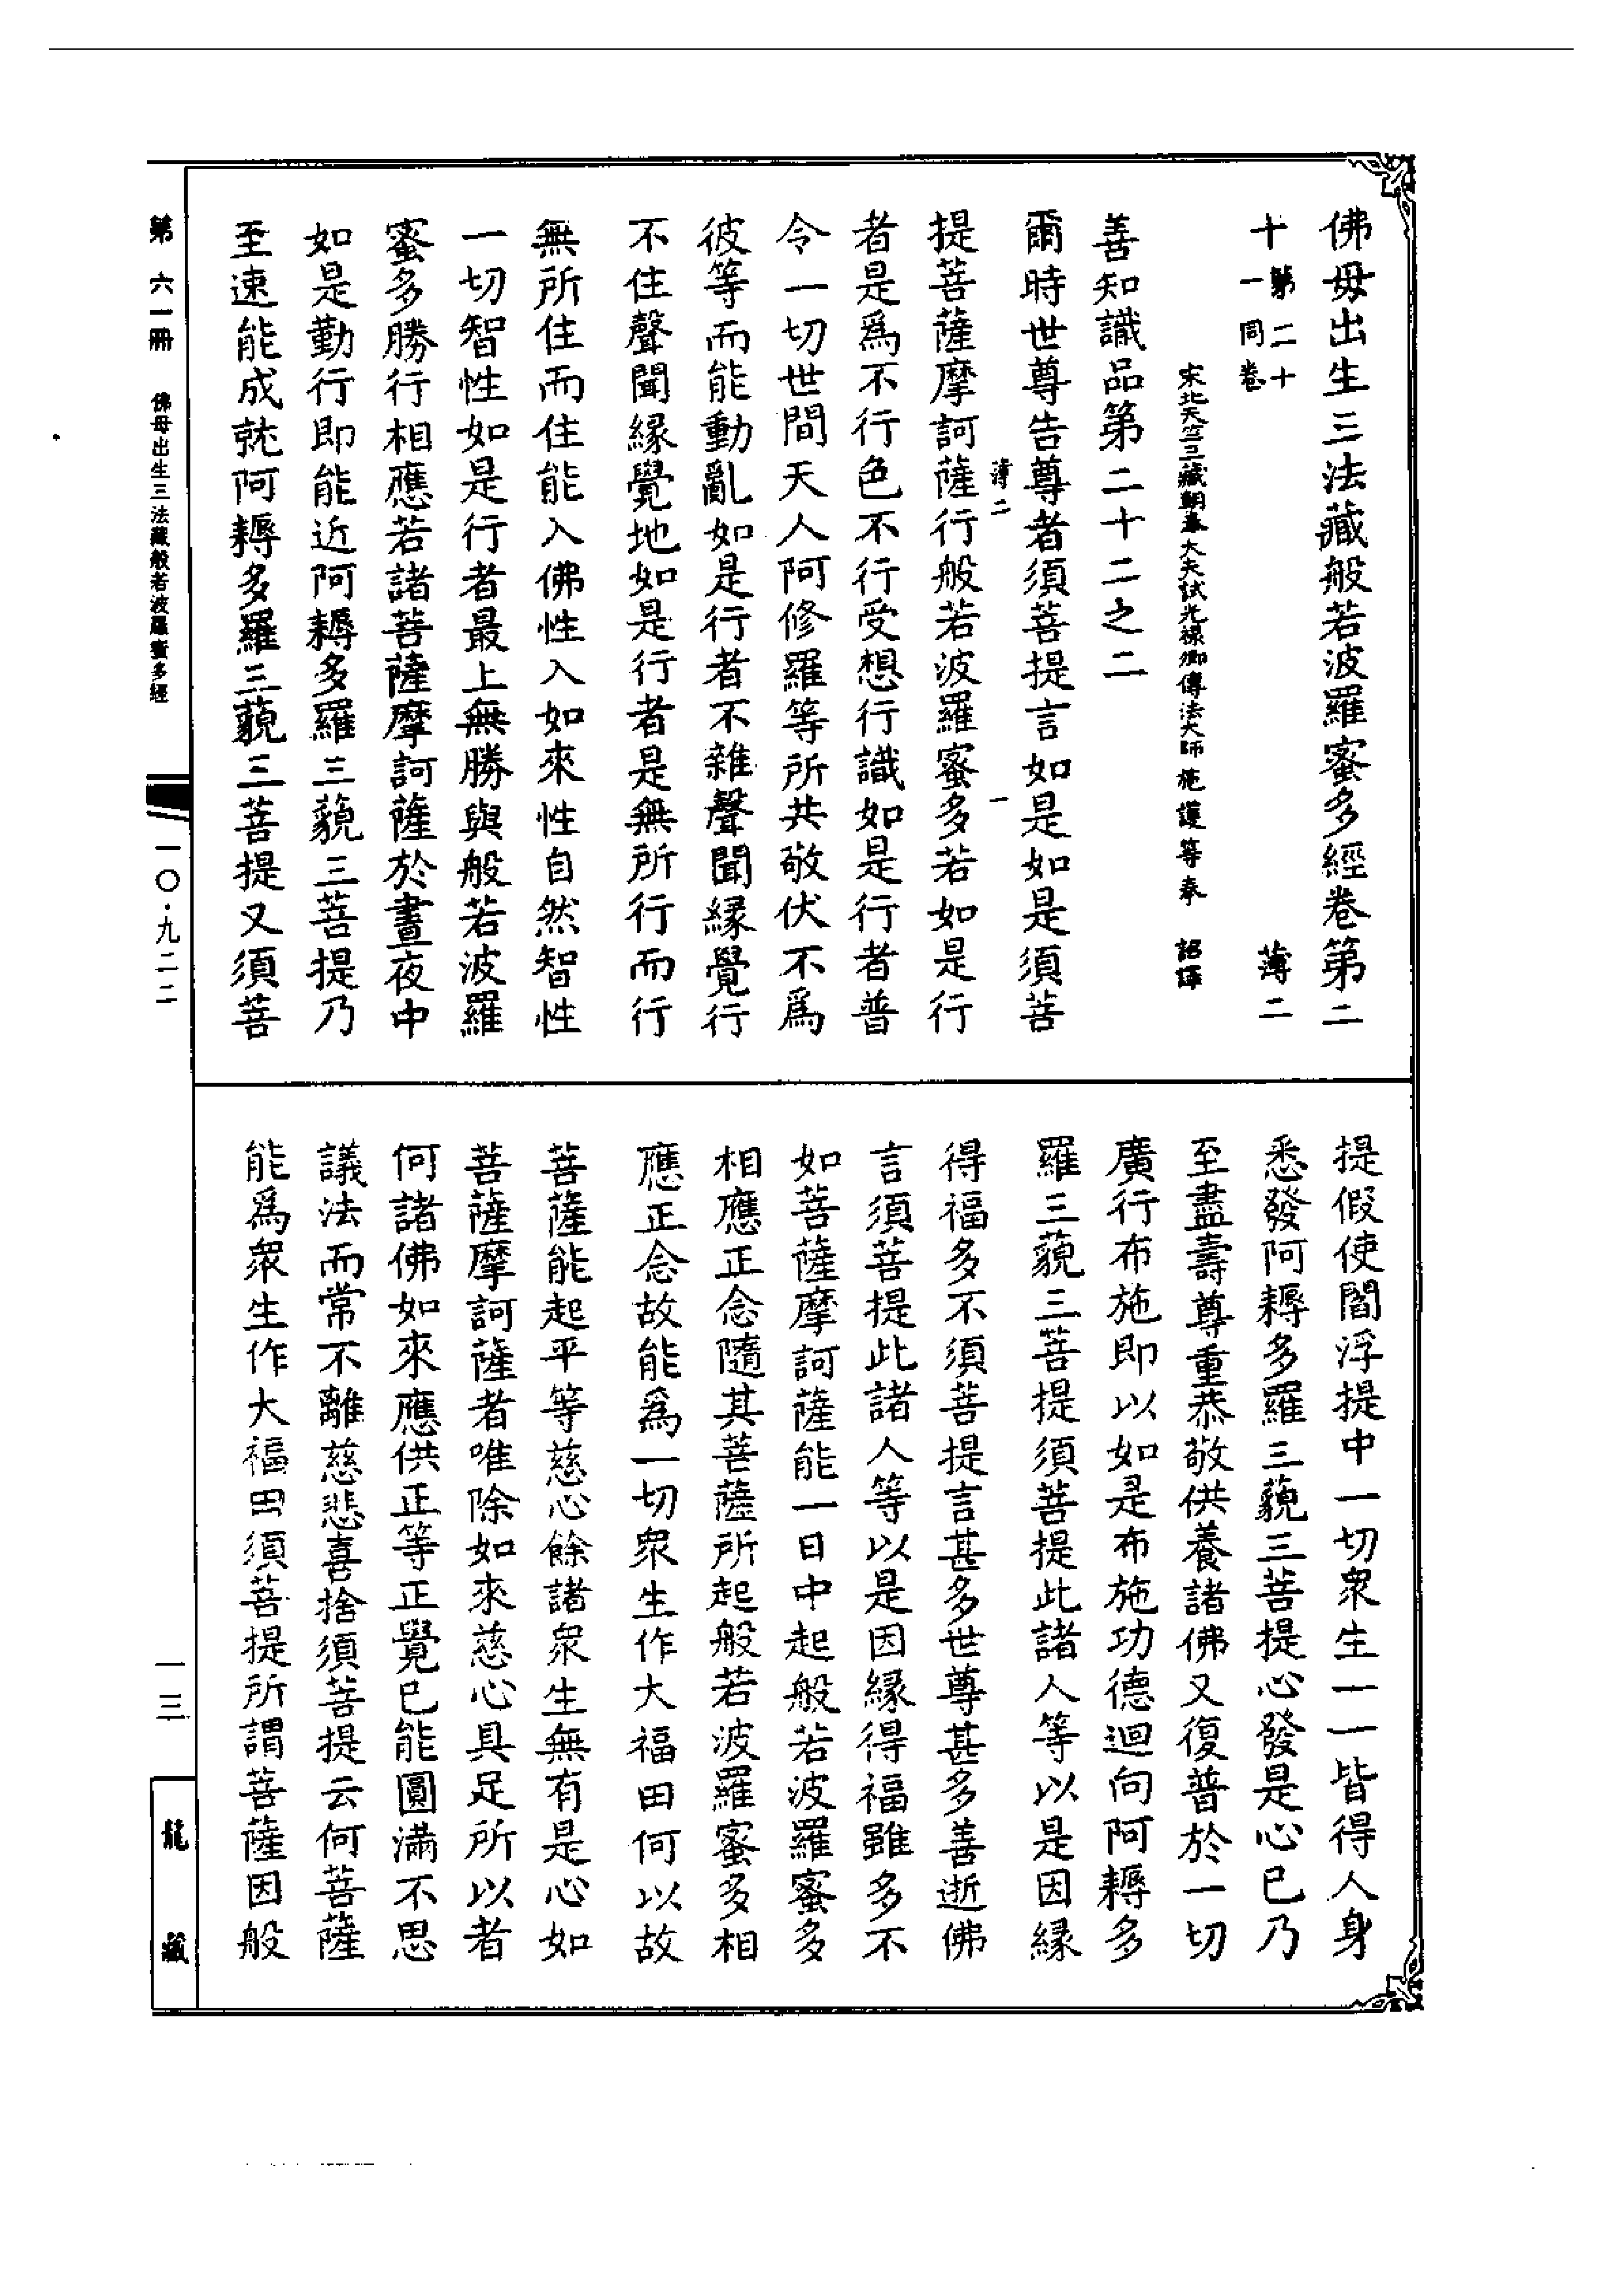 佛母出生三法藏般若波羅蜜多經卷第二
十 第二十一同卷 薄二
宋北天竺三藏朝奉大夫試光祿卿傳法大師施護等奉 詔譯
善知識品第二十二之二
爾時世尊告尊者須菩提言如是如是須菩
薄二 一
提菩薩摩訶薩行般若波羅蜜多若如是行
者是爲不行色不行受想行識如是行者普
令一切世間天人阿修羅等所共敬伏不爲
彼等而能動亂如是行者不雜聲聞緣覺行
不住聲聞緣覺地如是行者是無所行而行
無所住而住能入佛性入如來性自然智性
一切智性如是行者最上無勝與般若波羅
蜜多勝行相應若諸菩薩摩訶薩於晝夜中
如是勤行即能近阿耨多羅三藐三菩提乃
至速能成就阿耨多羅三藐三菩提又須菩
提假使閻浮提中一切衆生一一皆得人身
悉發阿耨多羅三藐三菩提心發是心已乃
至盡壽尊重恭敬供養諸佛又復普於一切
廣行布施即以如是布施功德迴向阿耨多
羅三藐三菩提須菩提此諸人等以是因緣
得福多不須菩提言甚多世尊甚多善逝佛
言須菩提此諸人等以是因緣得福雖多不
如菩薩摩訶薩能一日中起般若波羅蜜多
相應正念隨其菩薩所起般若波羅蜜多相
應正念故能爲一切衆生作大福田何以故
菩薩能起平等慈心餘諸衆生無有是心如
菩薩摩訶薩者唯除如來慈心具足所以者
何諸佛如來應供正等正覺已能圓滿不思
議法而常不離慈悲喜捨須菩提云何菩薩
能爲衆生作大福田須菩提所謂菩薩因般
第六一冊 佛母出生三法藏般若波羅蜜多經
一〇·九二二
一三
龍藏